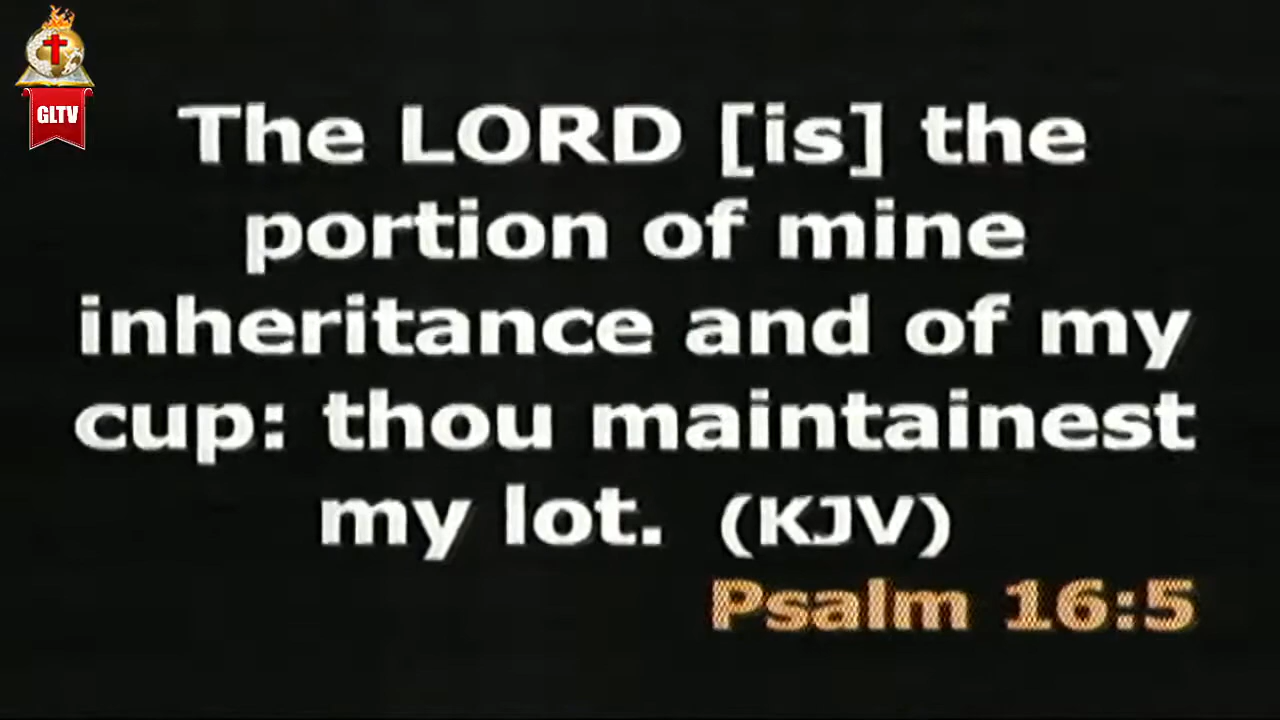 GLTV
The LORD [is] the
portion of mine
inheritance and of my
cup: thou maintainest
my lot. (KJV)
Psalm 16:5